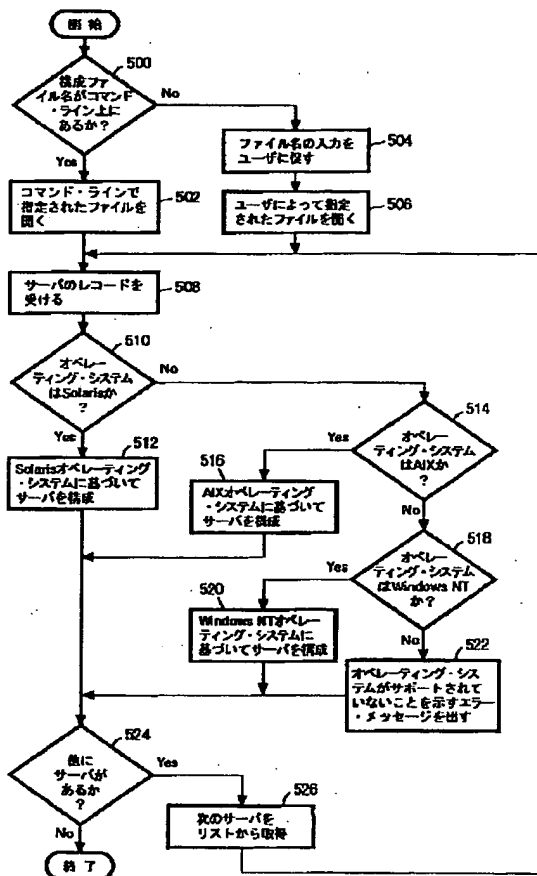 開 始
500
構成ファ
イル名がコマンド
・ライン上に
あるか?
No
Yes
ファイル名の入力を
ユーザに促す
504
コマンド・ラインで
指定されたファイルを
開く
502
ユーザによって指定
されたファイルを開く
506
サーバのレコードを
受ける
508
510
オペレー
ティング・システム
はSolarisか
?
No
Yes
514
オペレー
ティング・システム
はAIXか
?
Yes
No
512
Solarisオペレーティング
・システムに基づいて
サーバを構成
516
AIXオペレーティング・
システムに基づいて
サーバを構成
518
オペレー
ティング・システム
はWindows NT
か?
Yes
No
520
Windows NTオペレー
ティング・システムに
基づいてサーバを構成
522
オペレーティング・シス
テムがサポートされて
いないことを示すエラー
・メッセージを出す
524
他に
サーバが
あるか
?
Yes
No
526
次のサーバを
リストから取得
終 了